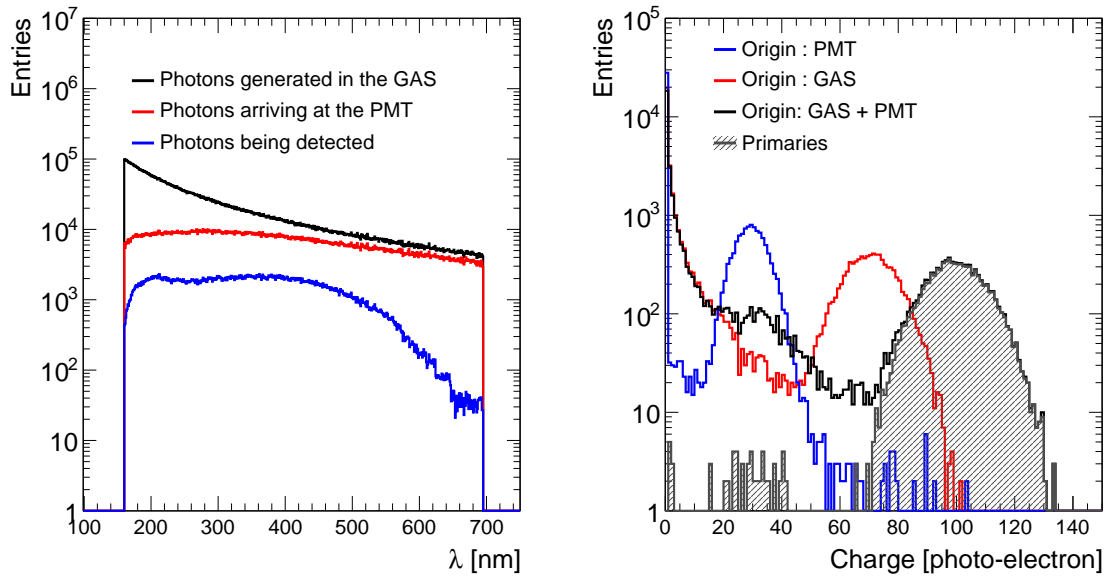 Entries
10^7
10^6
10^5
10^4
10^3
10^2
10
1
Photons generated in the GAS
Photons arriving at the PMT
Photons being detected
100 200 300 400 500 600 700
λ [nm]
Entries
10^5
10^4
10^3
10^2
10
1
Origin : PMT
Origin : GAS
Origin: GAS + PMT
Primaries
0 20 40 60 80 100 120 140
Charge [photo-electron]